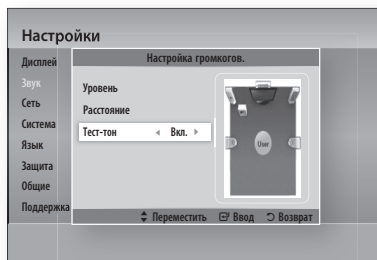 Настройки
Дисплей
Звук
Сеть
Система
Язык
Защита
Общие
Поддержка
Настройка громкогов.
Уровень
Расстояние
Тест-тон ◄ Вкл. ►
User
Переместить Ввод Возврат